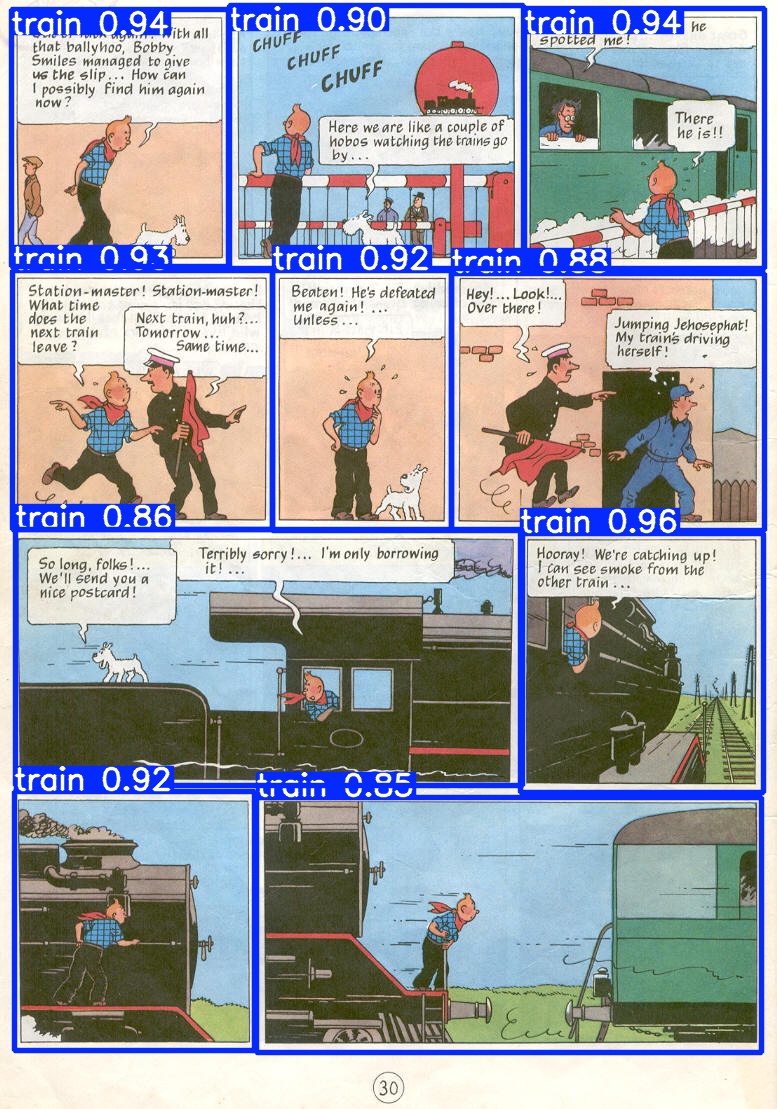 train 0.94
again! With all
that ballyhoo, Bobby
Smiles managed to give
us the slip... How can
I possibly find him again
now?
train 0.90
CHUFF
CHUFF
CHUFF
Here we are like a couple of
hobos watching the trains go
by...
train 0.94
he
spotted me!
There
he is!!
train 0.93
Station-master! Station-master!
What time
does the
next train
leave?
Next train, huh?...
Tomorrow...
Same time...
train 0.92
Beaten! He's defeated
me again!...
Unless...
train 0.88
Hey!... Look!...
Over there!
Jumping Jehosephat!
My train's driving
herself!
train 0.86
So long, folks!...
We'll send you a
nice postcard!
Terribly sorry!... I'm only borrowing
it!...
train 0.96
Hooray! We're catching up!
I can see smoke from the
other train...
train 0.92
train 0.85
30